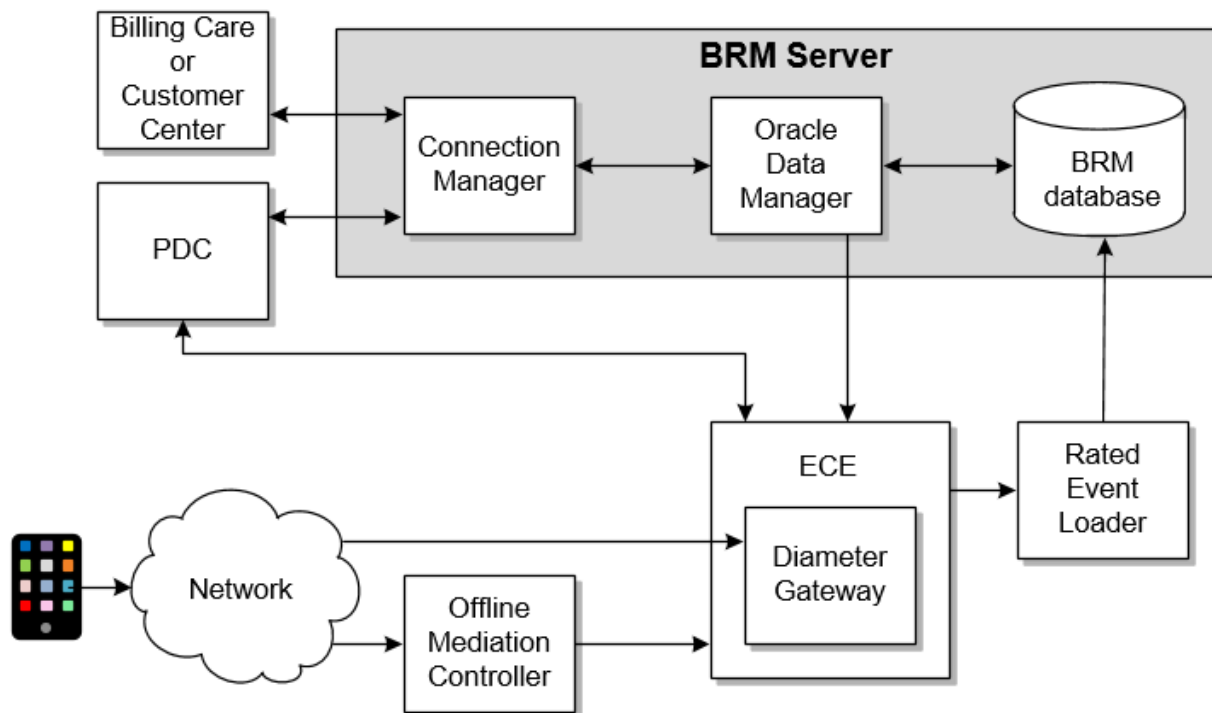 Billing Care
or
Customer
Center
BRM Server
Connection
Manager
Oracle
Data
Manager
BRM
database
PDC
ECE
Diameter
Gateway
Rated
Event
Loader
Network
Offline
Mediation
Controller